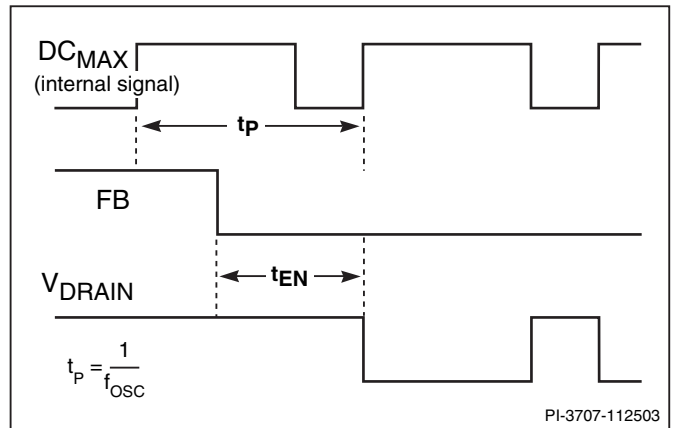 DCMAX
(internal signal)
tP
FB
tEN
VDRAIN
tP = 1/fOSC
PI-3707-112503